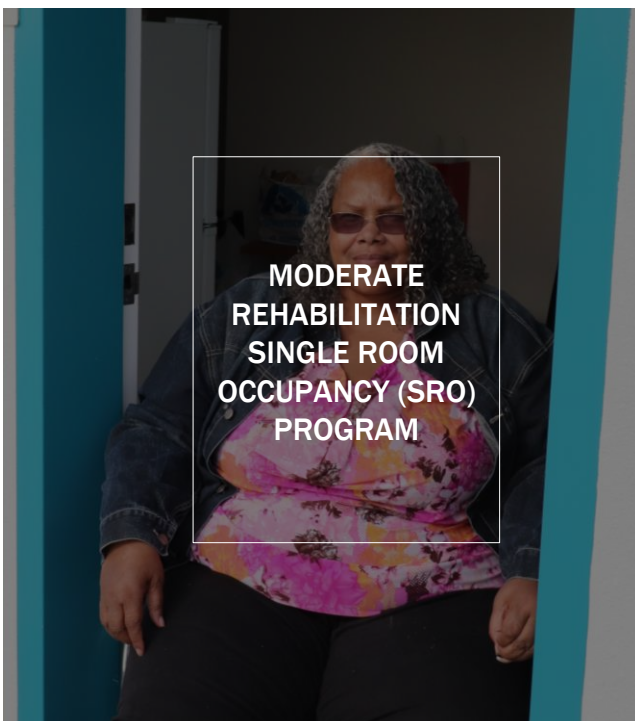 MODERATE
REHABILITATION
SINGLE ROOM
OCCUPANCY (SRO)
PROGRAM